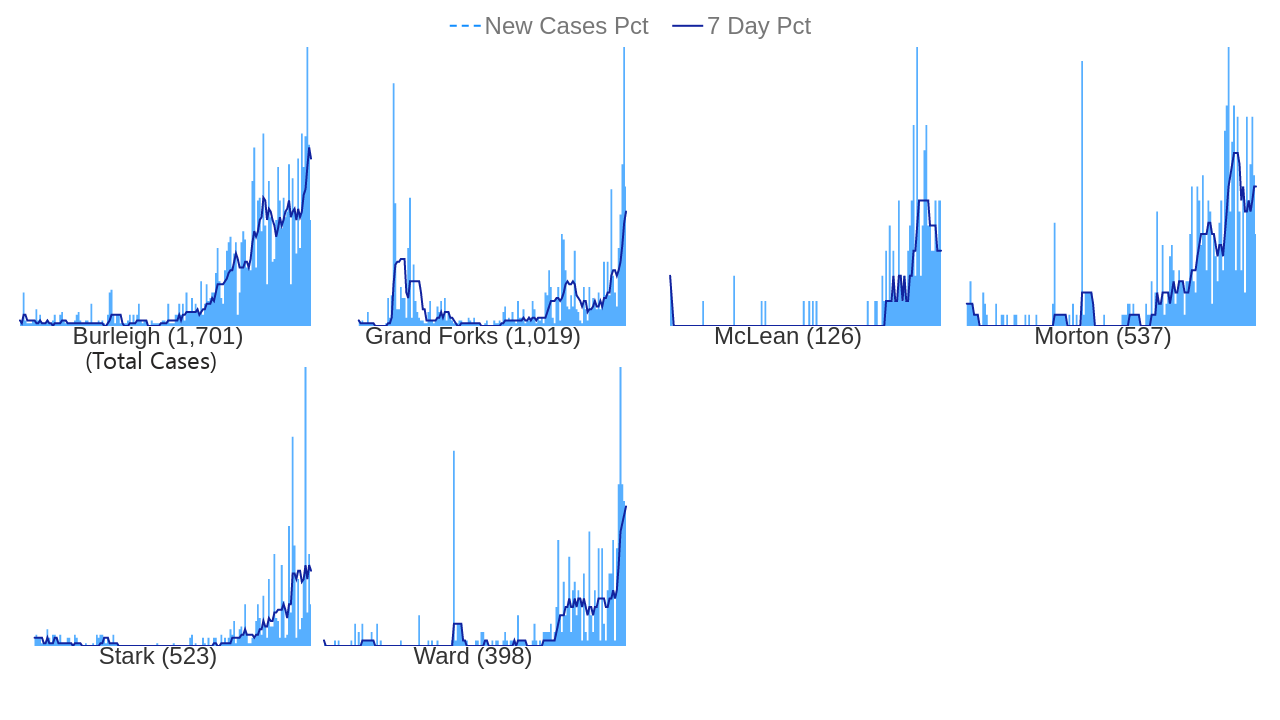 New Cases Pct 7 Day Pct
Burleigh (1,701) Grand Forks (1,019) McLean (126) Morton (537)
(Total Cases)
Stark (523) Ward (398)